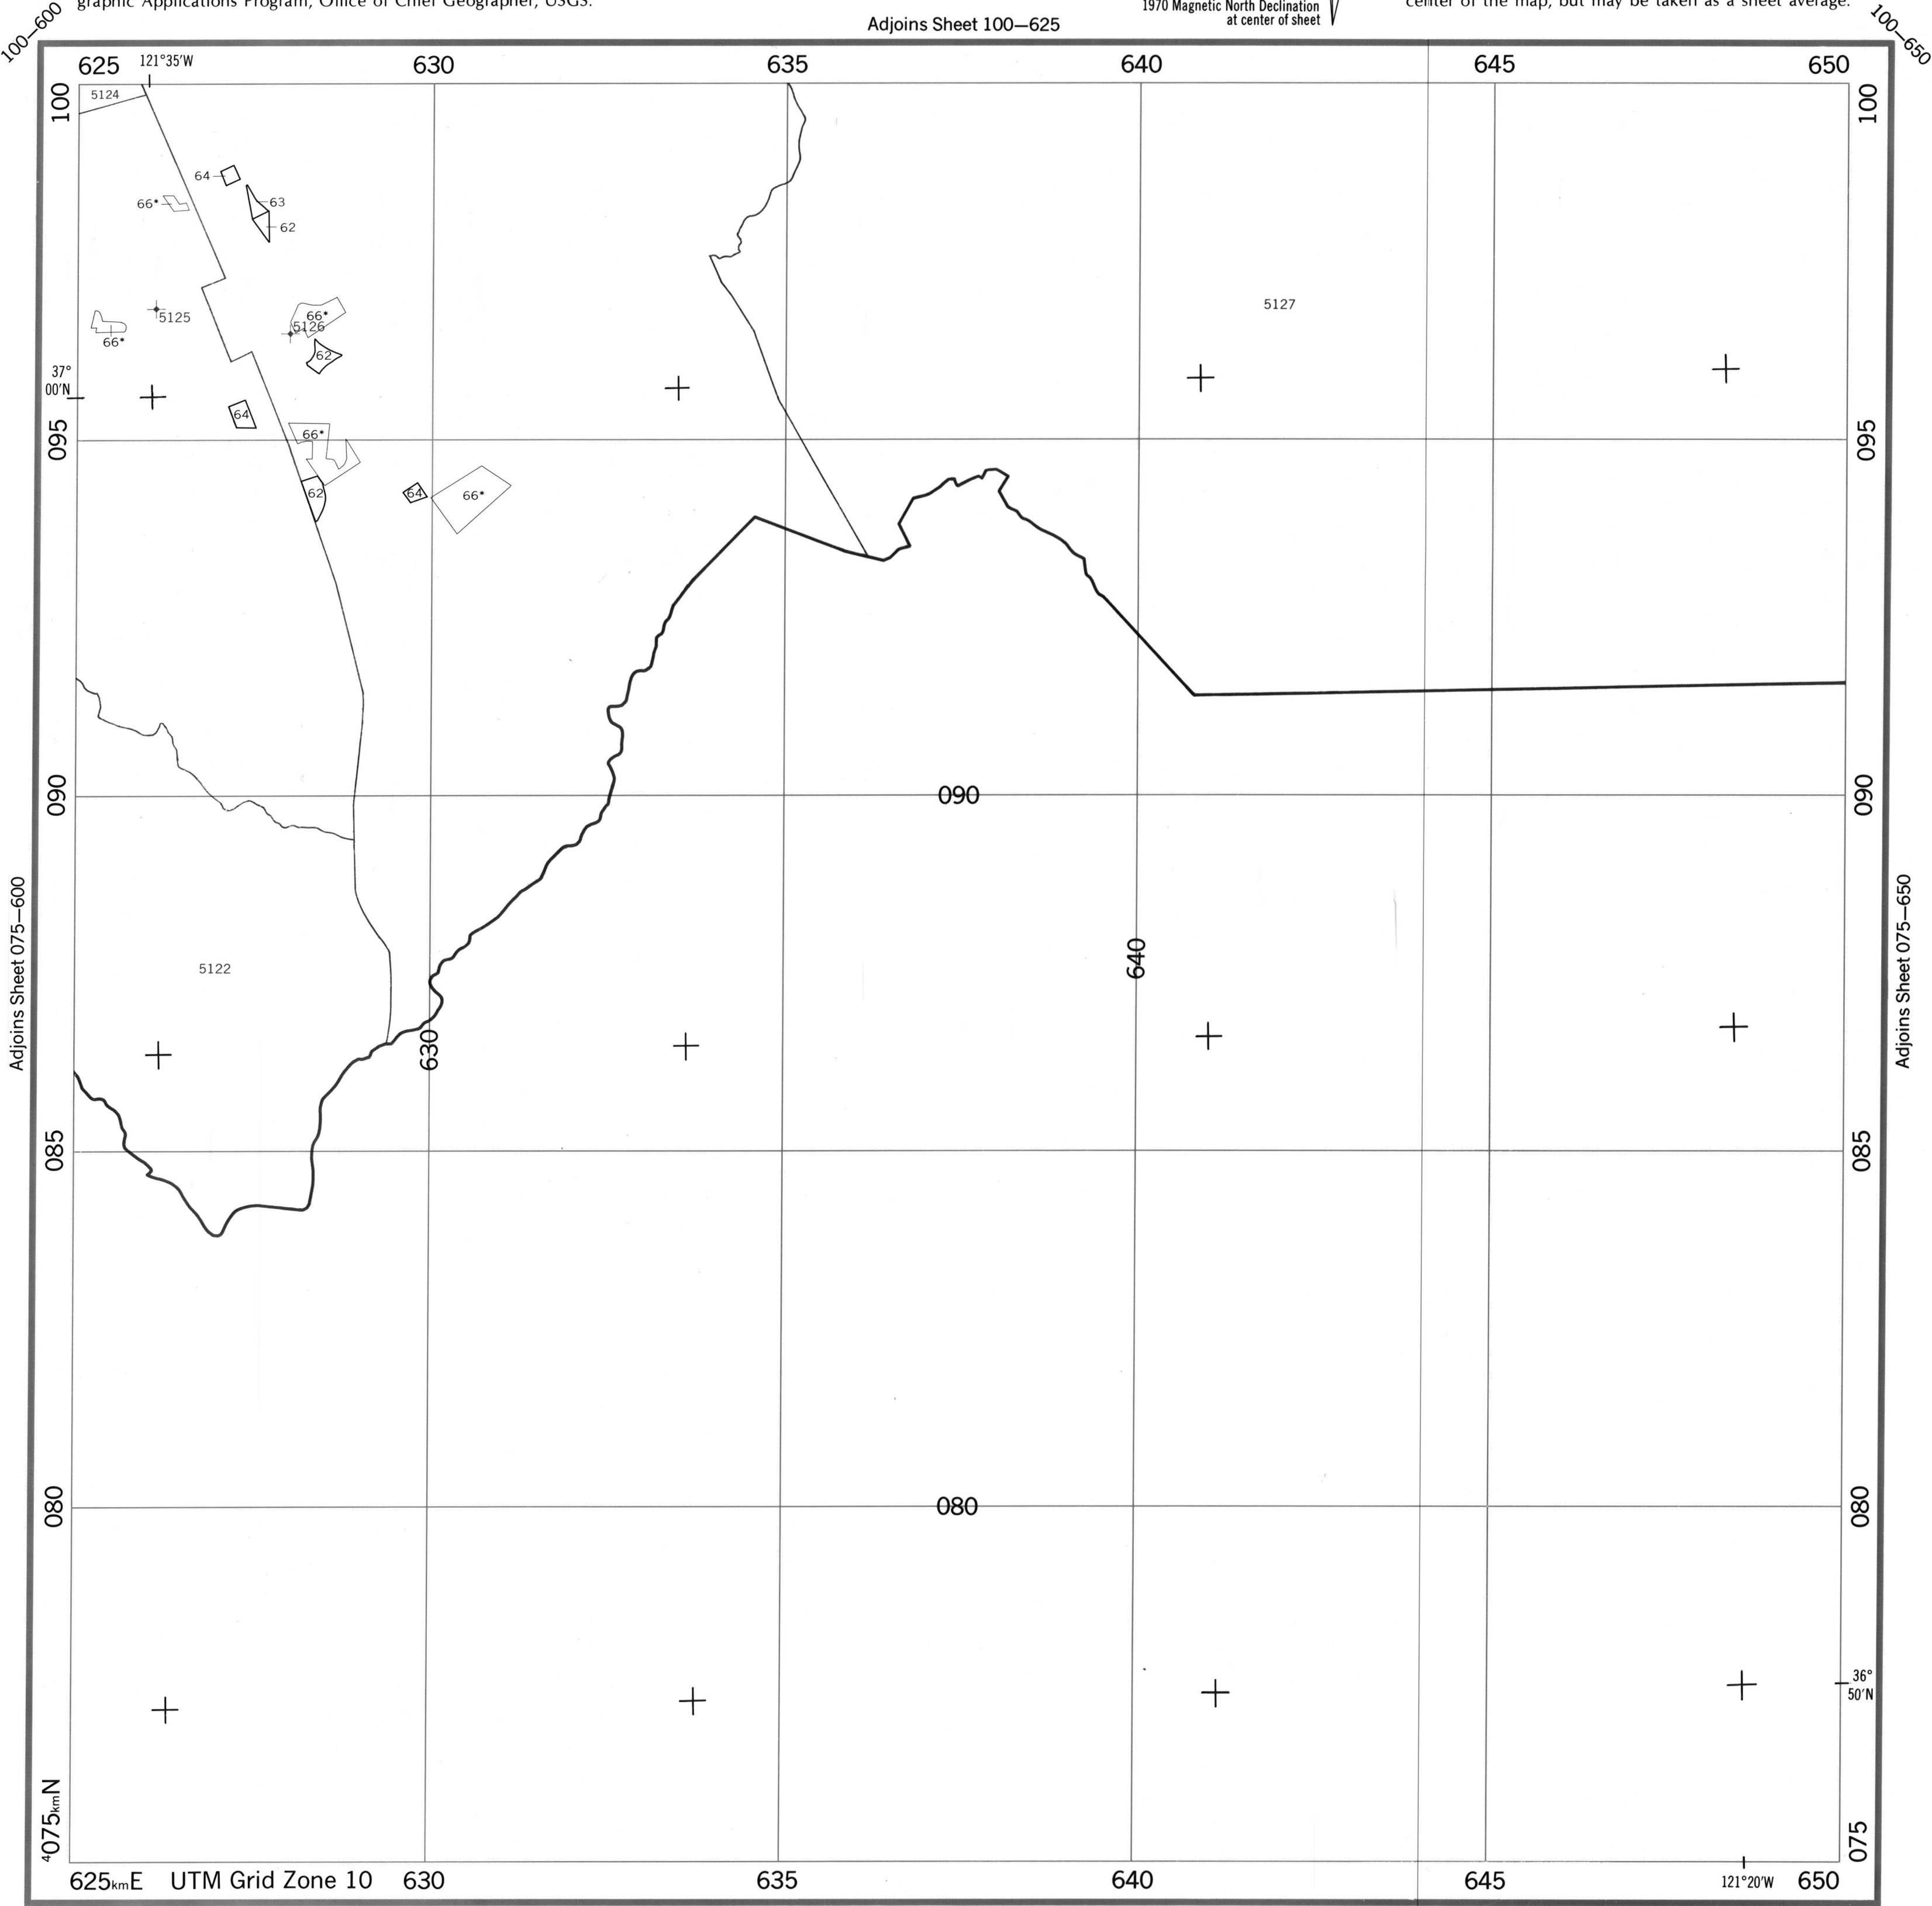 graphic Applications Program, Office of Chief Geographer, USGS.
1970 Magnetic North Declination
at center of sheet
center of the map, but may be taken as a sheet average.
100—600
Adjoins Sheet 100—625
100—650
625 121°35′W 630 635 640 645 650
100 100
5124
64
66*
63
62
5127
66*
5125
5126
66*
62
37°
00′N
64
095 095
66*
62
64
66*
090 090 090
Adjoins Sheet 075—600
Adjoins Sheet 075—650
640
5122
630
085 085
080 080 080
36°
50′N
⁴075kmN
075
625kmE UTM Grid Zone 10 630 635 640 645 121°20′W 650